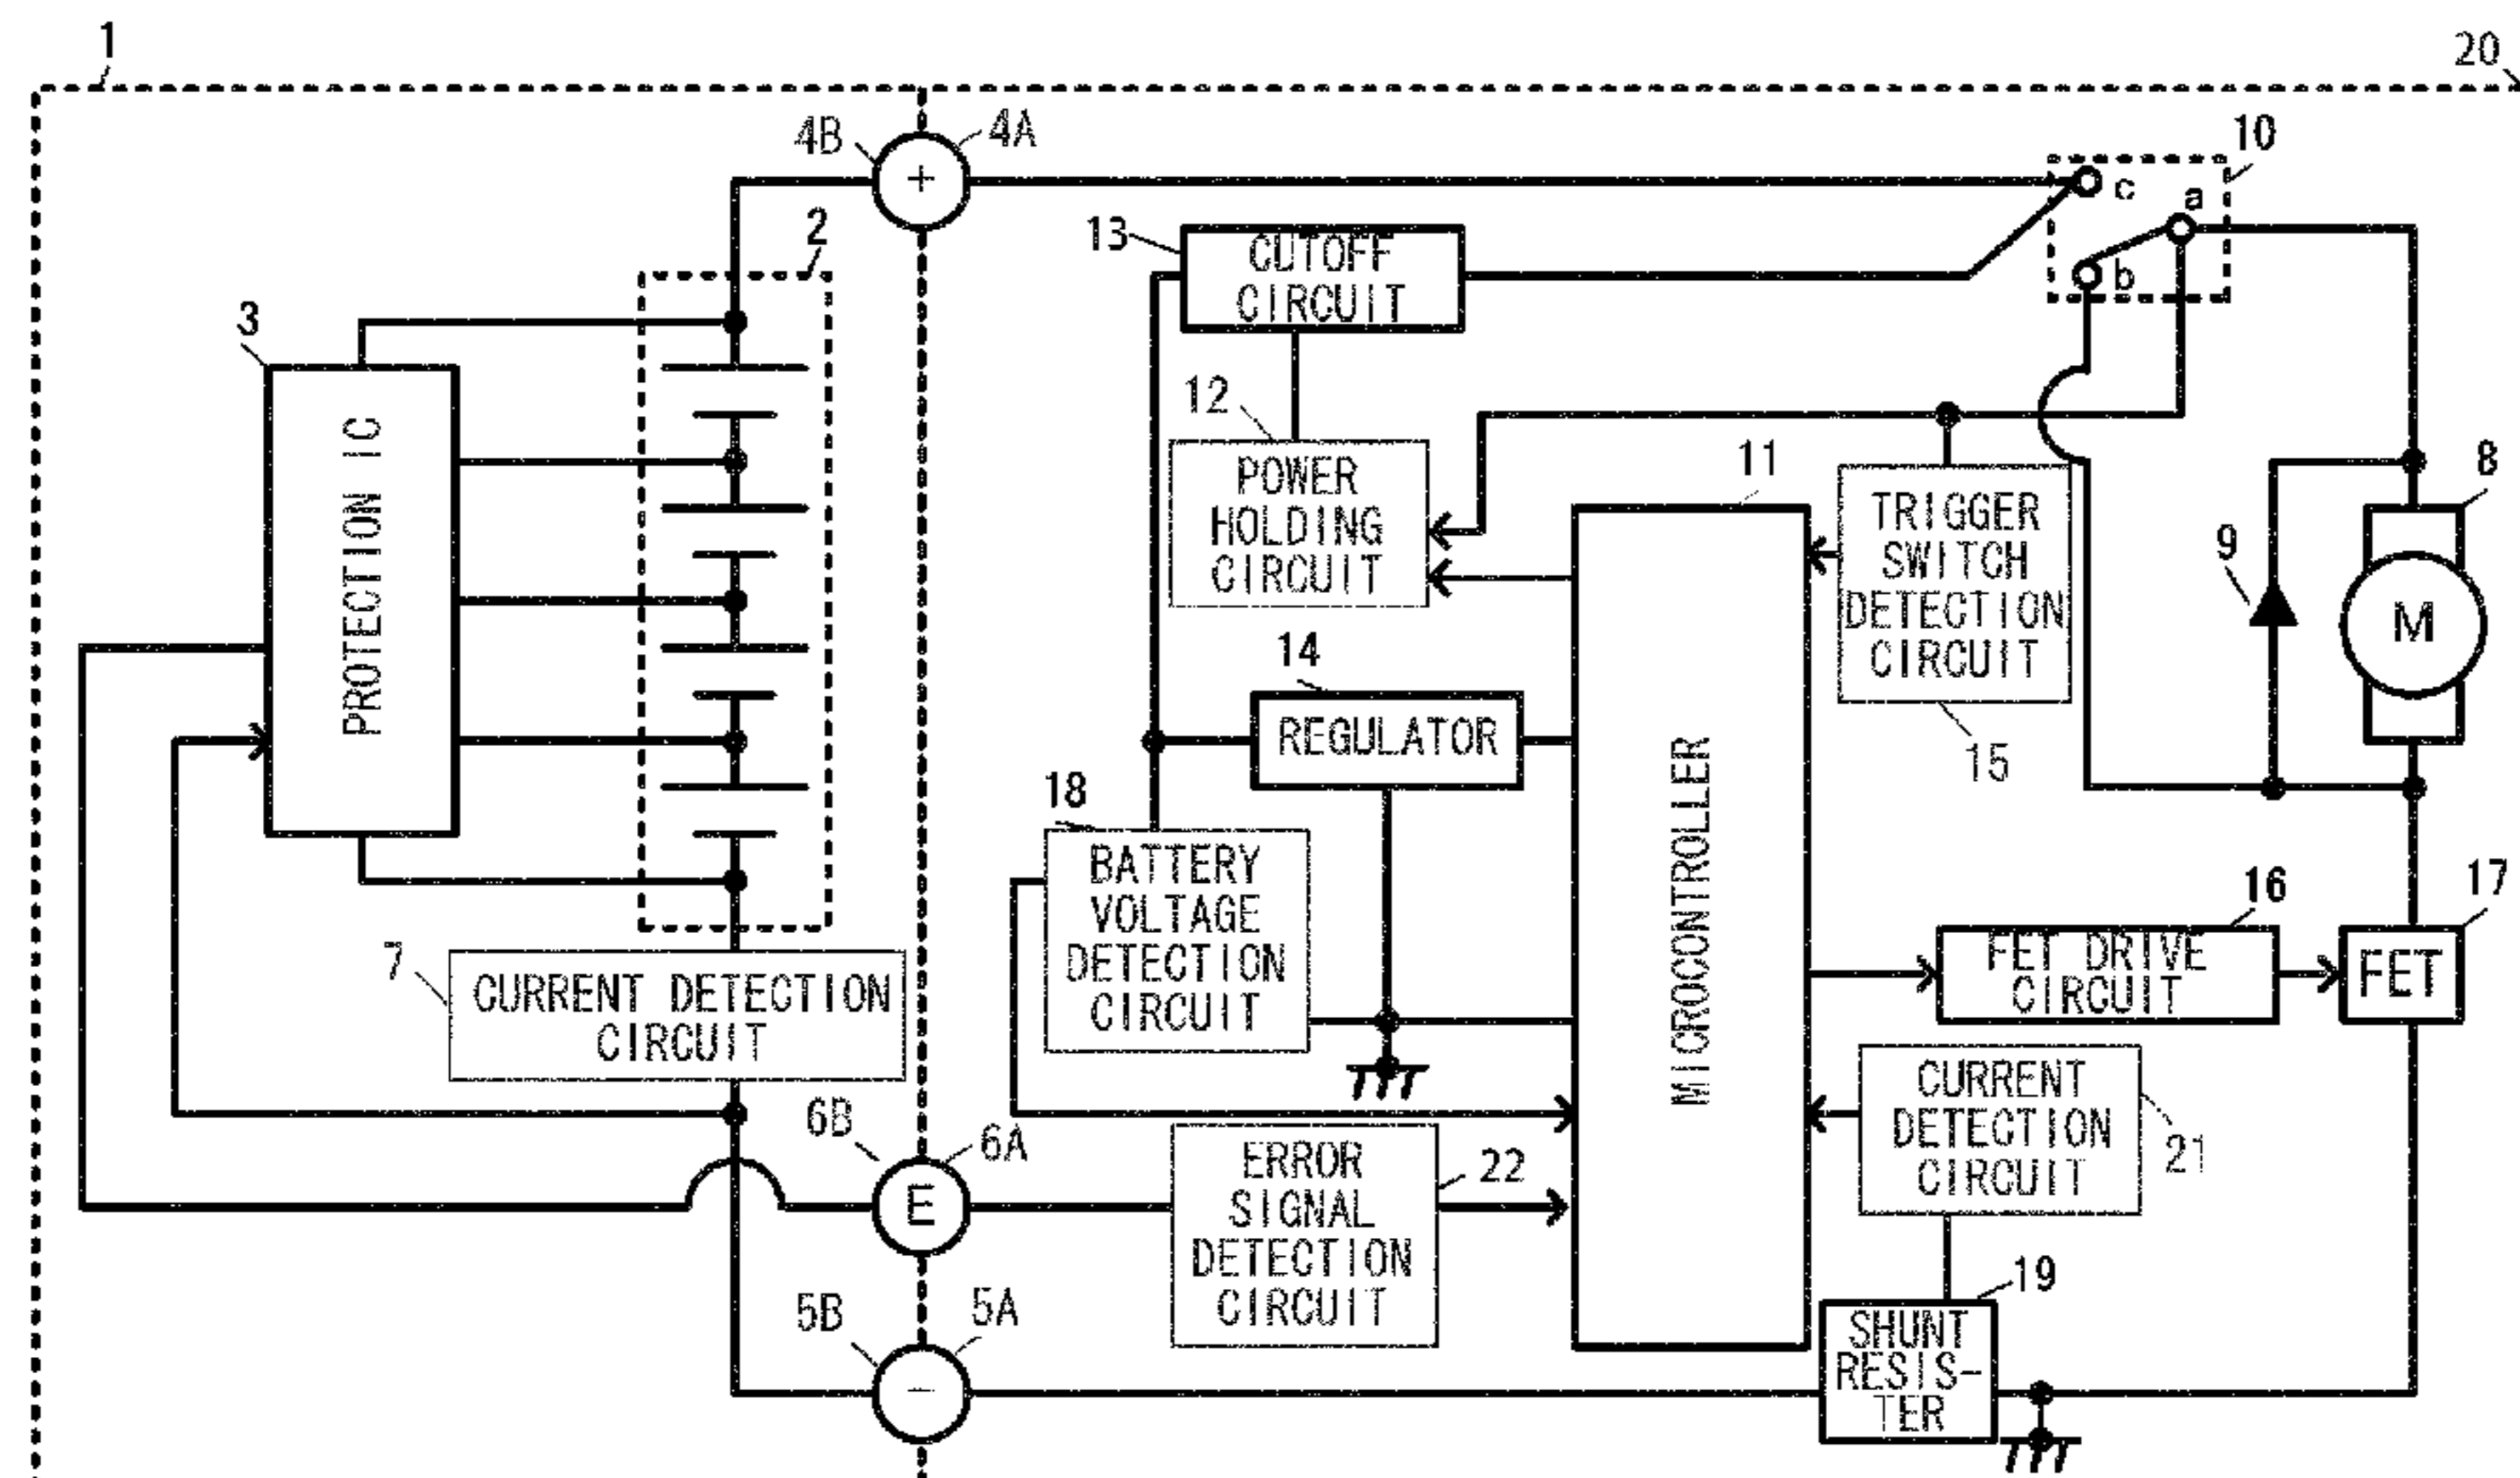 1
20
4B
4A
10
+
c
a
2
13
CUTOFF
CIRCUIT
b
3
12
11
8
POWER
HOLDING
CIRCUIT
TRIGGER
SWITCH
DETECTION
CIRCUIT
9
M
PROTECTION IC
14
REGULATOR
15
18
MICROCONTROLLER
BATTERY
VOLTAGE
DETECTION
CIRCUIT
16
17
FET DRIVE
CIRCUIT
FET
7
CURRENT DETECTION
CIRCUIT
CURRENT
DETECTION
CIRCUIT
21
6B
6A
E
ERROR
SIGNAL
DETECTION
CIRCUIT
22
19
5B
5A
−
SHUNT
RESIS-
TER